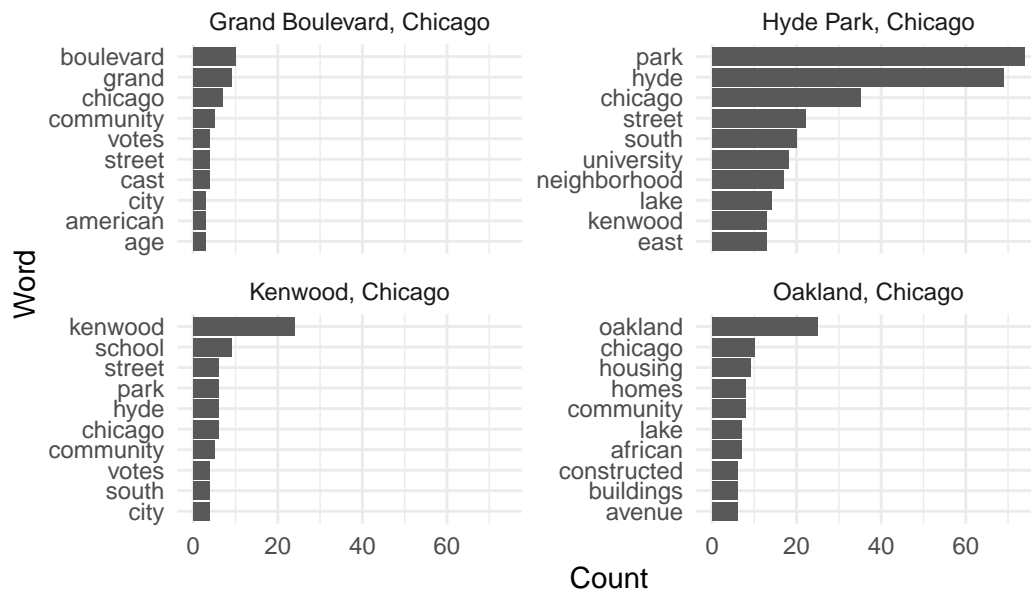 Grand Boulevard, Chicago
boulevard
grand
chicago
community
votes
street
cast
city
american
age
Hyde Park, Chicago
park
hyde
chicago
street
south
university
neighborhood
lake
kenwood
east
Word
Kenwood, Chicago
kenwood
school
street
park
hyde
chicago
community
votes
south
city
0 20 40 60
Oakland, Chicago
oakland
chicago
housing
homes
community
lake
african
constructed
buildings
avenue
0 20 40 60
Count